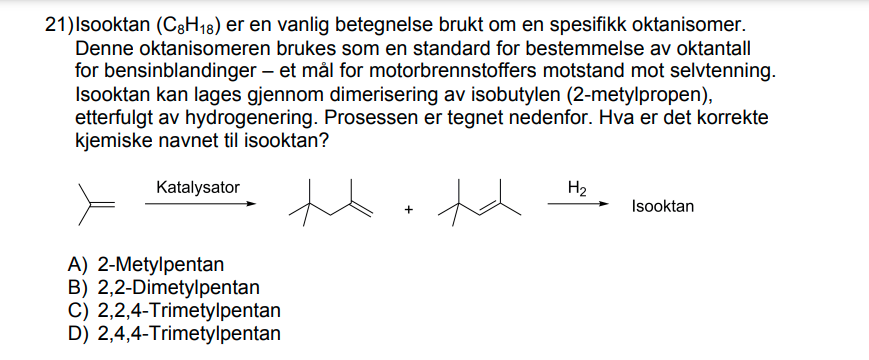 21)Isooktan (C₈H₁₈) er en vanlig betegnelse brukt om en spesifikk oktanisomer.
Denne oktanisomeren brukes som en standard for bestemmelse av oktantall
for bensinblandinger – et mål for motorbrennstoffers motstand mot selvtenning.
Isooktan kan lages gjennom dimerisering av isobutylen (2-metylpropen),
etterfulgt av hydrogenering. Prosessen er tegnet nedenfor. Hva er det korrekte
kjemiske navnet til isooktan?
Katalysator
+
H₂
Isooktan
A) 2-Metylpentan
B) 2,2-Dimetylpentan
C) 2,2,4-Trimetylpentan
D) 2,4,4-Trimetylpentan